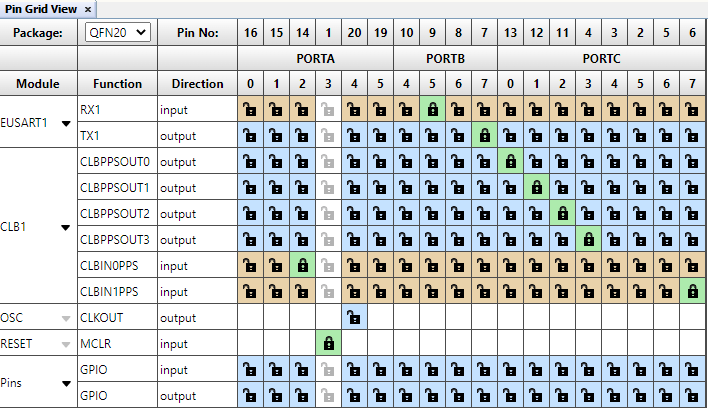 Pin Grid View ×
Package: QFN20 Pin No: 16 15 14 1 20 19 10 9 8 7 13 12 11 4 3 2 5 6
PORTA PORTB PORTC
Module Function Direction 0 1 2 3 4 5 4 5 6 7 0 1 2 3 4 5 6 7
EUSART1 RX1 input
TX1 output
CLB1 CLBPPSOUT0 output
CLBPPSOUT1 output
CLBPPSOUT2 output
CLBPPSOUT3 output
CLBIN0PPS input
CLBIN1PPS input
OSC CLKOUT output
RESET MCLR input
Pins GPIO input
GPIO output